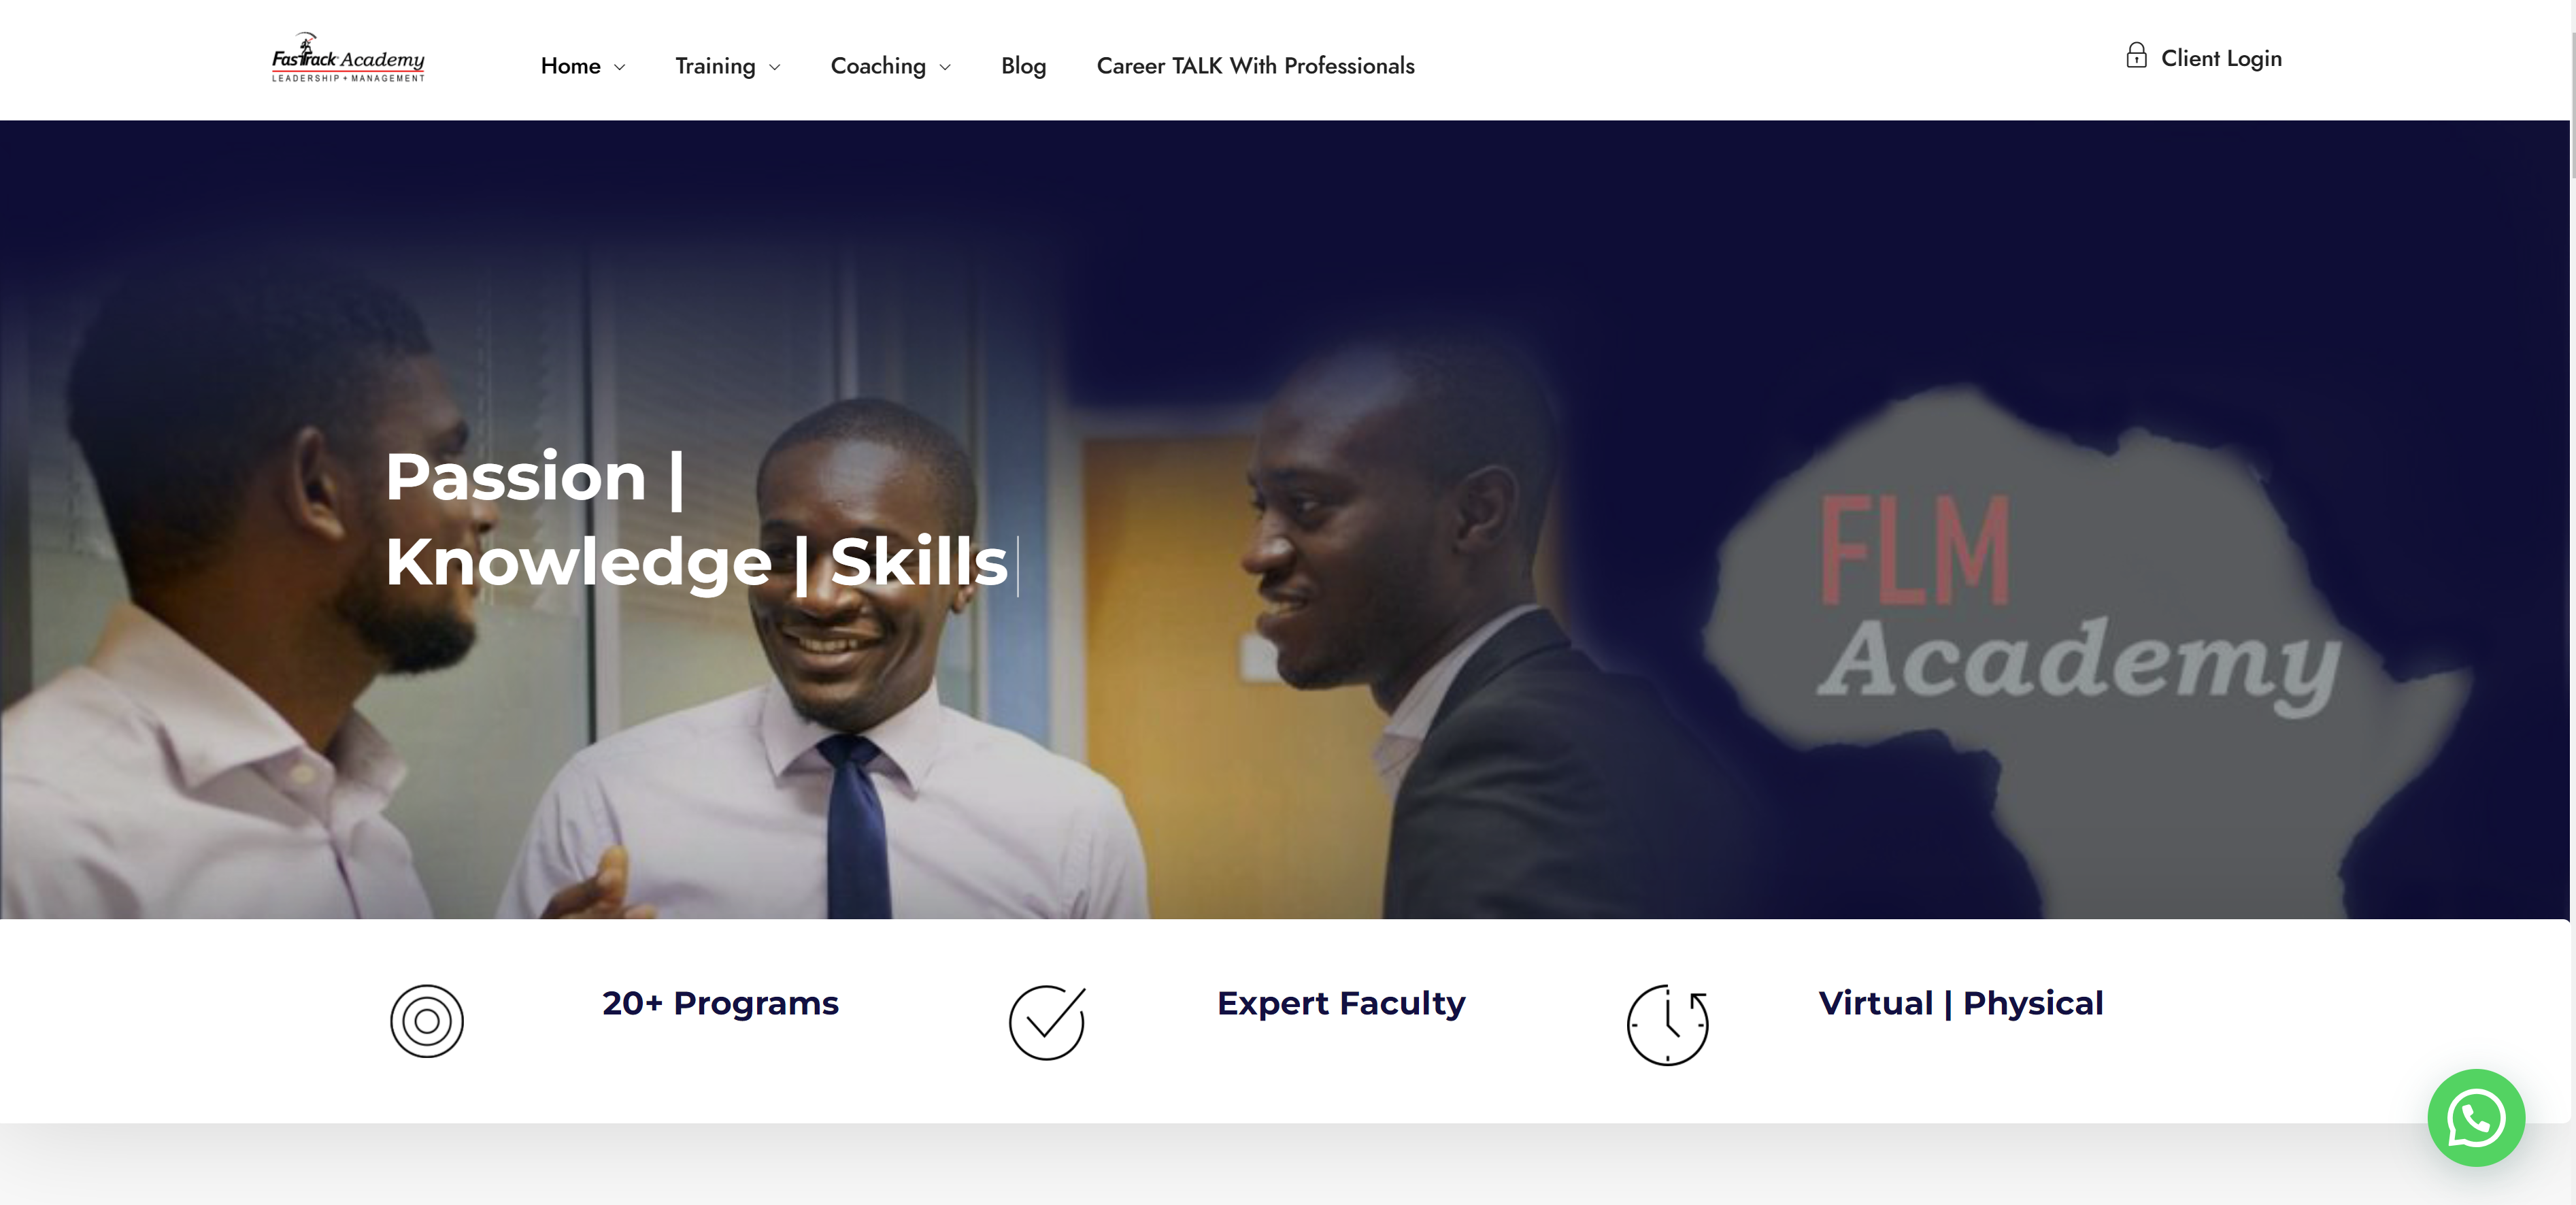 FasTrack Academy
LEADERSHIP + MANAGEMENT
Home
Training
Coaching
Blog
Career TALK With Professionals
Client Login
Passion |
Knowledge | Skills
FLM
Academy
20+ Programs
Expert Faculty
Virtual | Physical